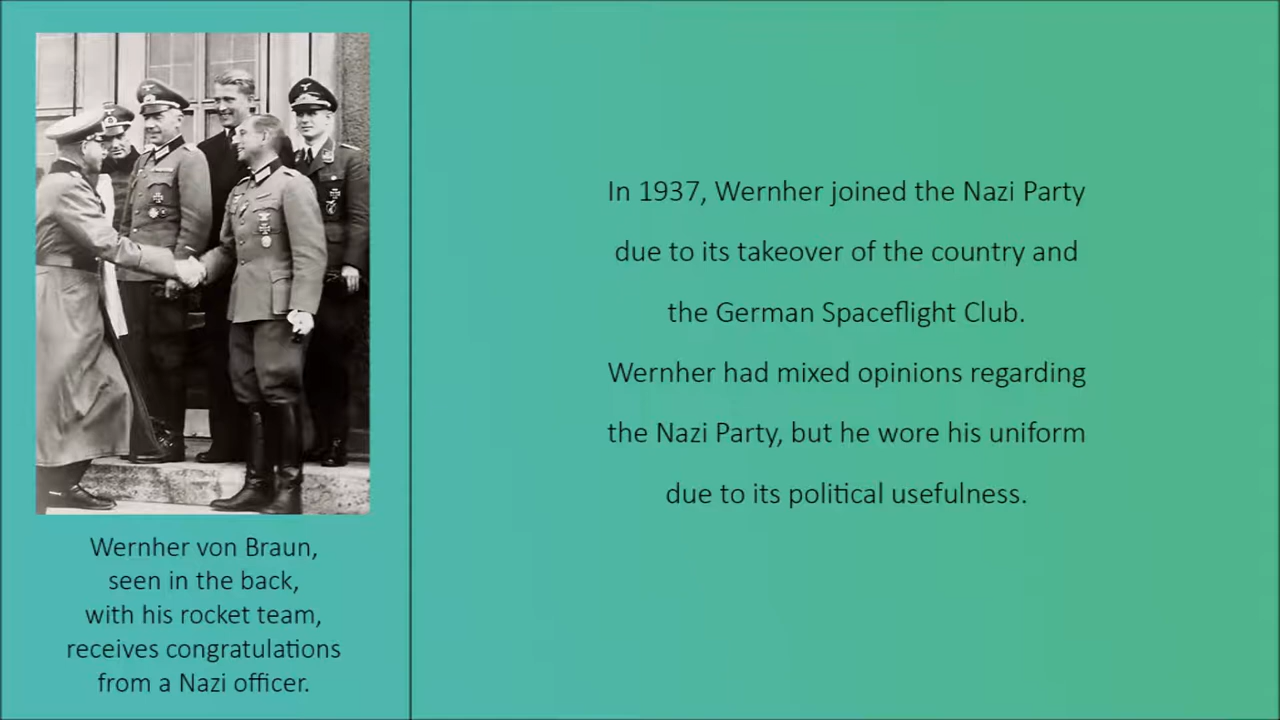 Wernher von Braun,
seen in the back,
with his rocket team,
receives congratulations
from a Nazi officer.
In 1937, Wernher joined the Nazi Party
due to its takeover of the country and
the German Spaceflight Club.
Wernher had mixed opinions regarding
the Nazi Party, but he wore his uniform
due to its political usefulness.